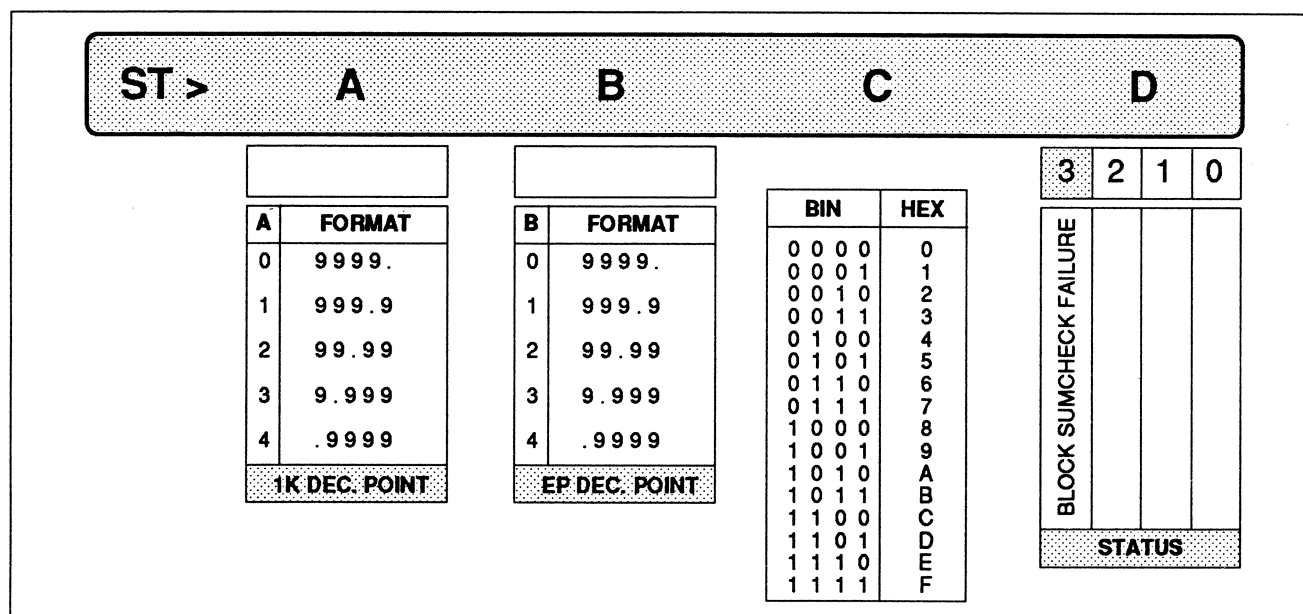 ST > A B C D
3 2 1 0
A FORMAT
0 9999.
1 999.9
2 99.99
3 9.999
4 .9999
1K DEC. POINT
B FORMAT
0 9999.
1 999.9
2 99.99
3 9.999
4 .9999
EP DEC. POINT
BIN HEX
0 0 0 0 0
0 0 0 1 1
0 0 1 0 2
0 0 1 1 3
0 1 0 0 4
0 1 0 1 5
0 1 1 0 6
0 1 1 1 7
1 0 0 0 8
1 0 0 1 9
1 0 1 0 A
1 0 1 1 B
1 1 0 0 C
1 1 0 1 D
1 1 1 0 E
1 1 1 1 F
BLOCK SUMCHECK FAILURE
STATUS